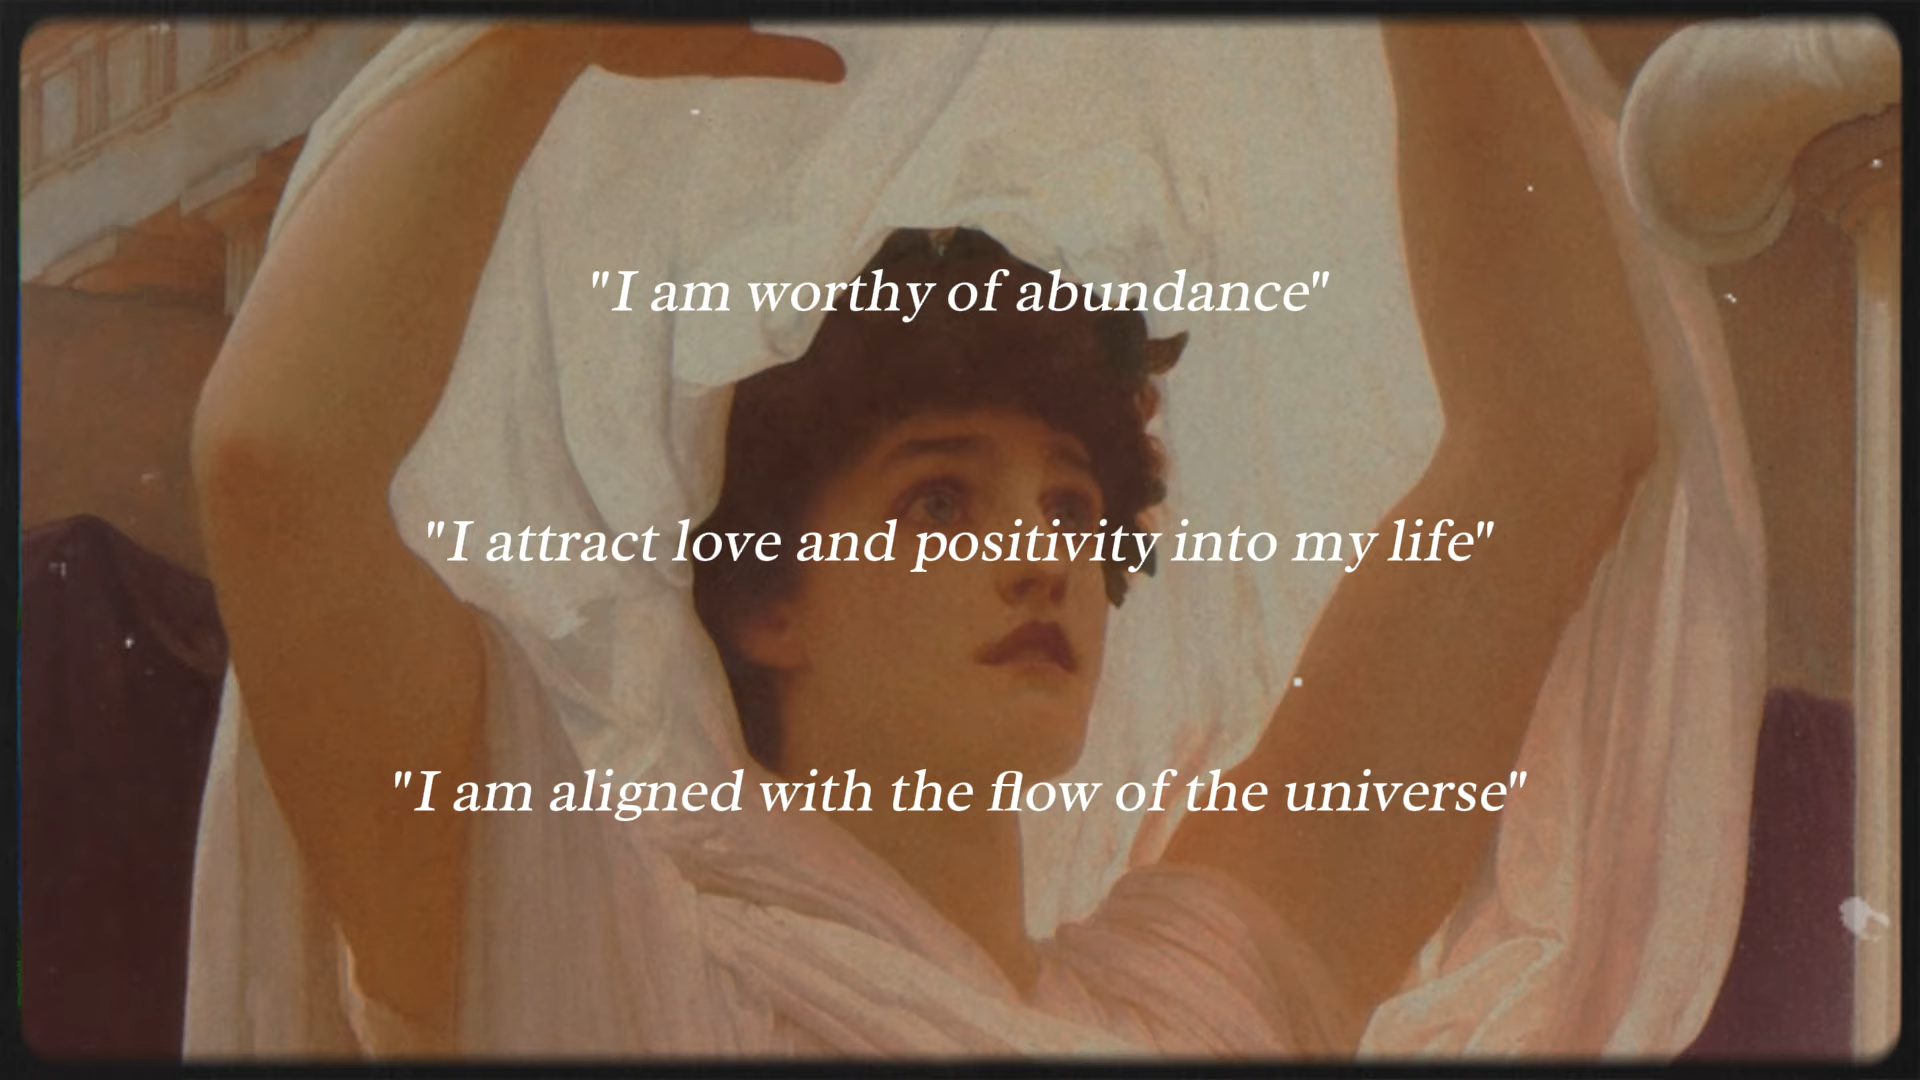 "I am worthy of abundance"
"I attract love and positivity into my life"
"I am aligned with the flow of the universe"